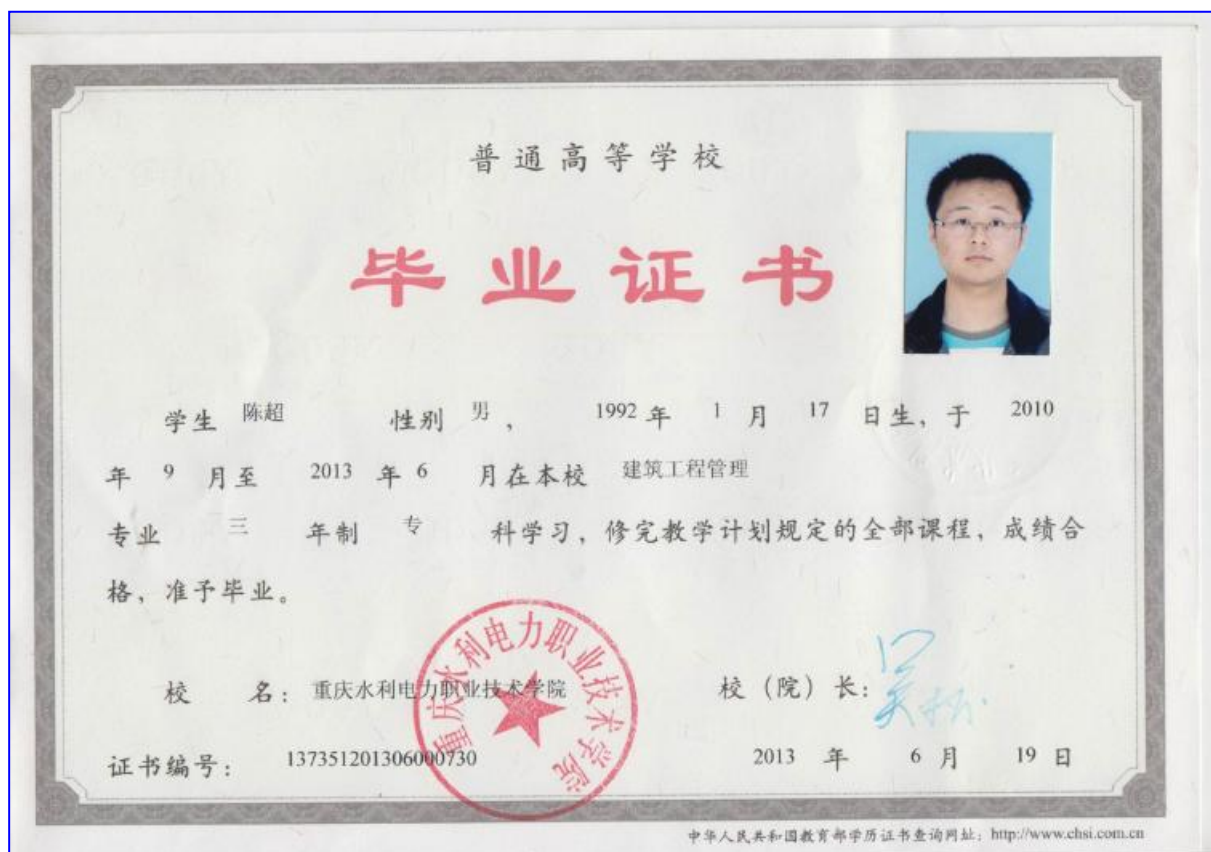 普通高等学校
毕业证书
学生 陈超 性别 男 , 1992 年 1 月 17 日生, 于 2010
年 9 月至 2013 年 6 月在本校 建筑工程管理
专业 三 年制 专 科学习, 修完教学计划规定的全部课程, 成绩合
格, 准予毕业。
校 名: 重庆水利电力职业技术学院 校 (院) 长:
重庆水利电力职业技术学院
证书编号: 137351201306000730 2013 年 6 月 19 日
中华人民共和国教育部学历证书查询网址: http://www.chsi.com.cn